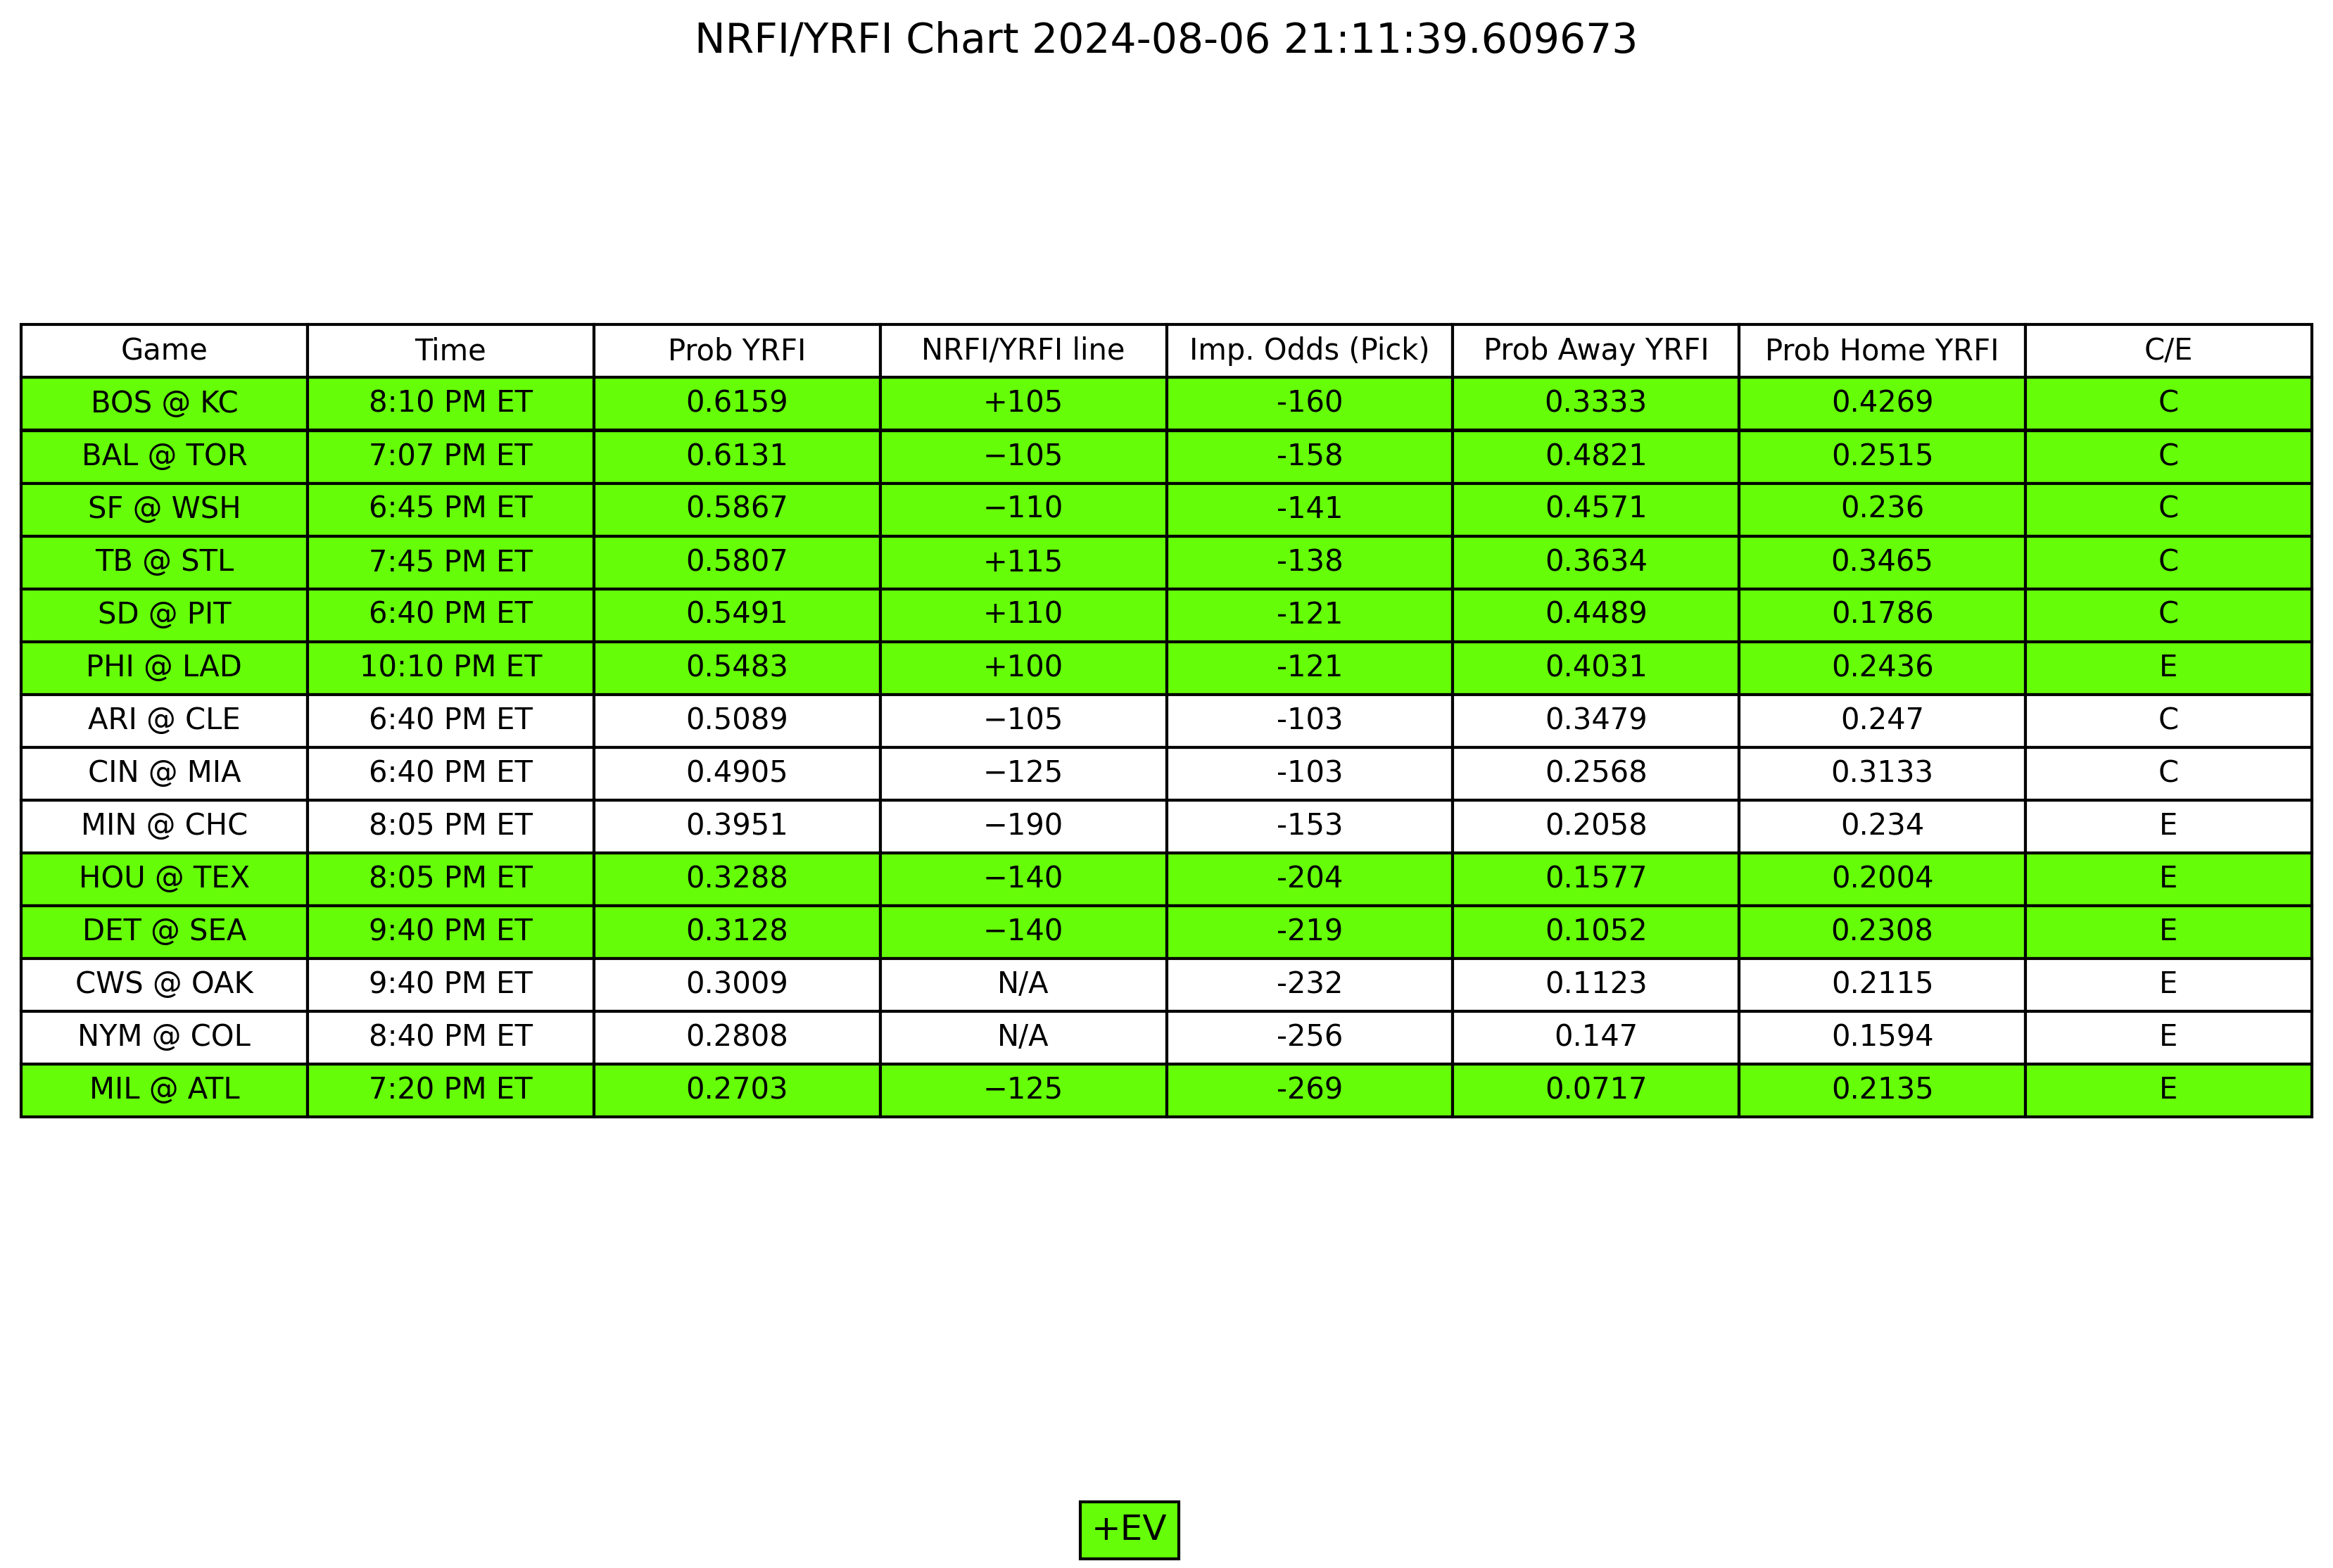 NRFI/YRFI Chart 2024-08-06 21:11:39.609673
Game Time Prob YRFI NRFI/YRFI line Imp. Odds (Pick) Prob Away YRFI Prob Home YRFI C/E
BOS @ KC 8:10 PM ET 0.6159 +105 -160 0.3333 0.4269 C
BAL @ TOR 7:07 PM ET 0.6131 −105 -158 0.4821 0.2515 C
SF @ WSH 6:45 PM ET 0.5867 −110 -141 0.4571 0.236 C
TB @ STL 7:45 PM ET 0.5807 +115 -138 0.3634 0.3465 C
SD @ PIT 6:40 PM ET 0.5491 +110 -121 0.4489 0.1786 C
PHI @ LAD 10:10 PM ET 0.5483 +100 -121 0.4031 0.2436 E
ARI @ CLE 6:40 PM ET 0.5089 −105 -103 0.3479 0.247 C
CIN @ MIA 6:40 PM ET 0.4905 −125 -103 0.2568 0.3133 C
MIN @ CHC 8:05 PM ET 0.3951 −190 -153 0.2058 0.234 E
HOU @ TEX 8:05 PM ET 0.3288 −140 -204 0.1577 0.2004 E
DET @ SEA 9:40 PM ET 0.3128 −140 -219 0.1052 0.2308 E
CWS @ OAK 9:40 PM ET 0.3009 N/A -232 0.1123 0.2115 E
NYM @ COL 8:40 PM ET 0.2808 N/A -256 0.147 0.1594 E
MIL @ ATL 7:20 PM ET 0.2703 −125 -269 0.0717 0.2135 E
+EV